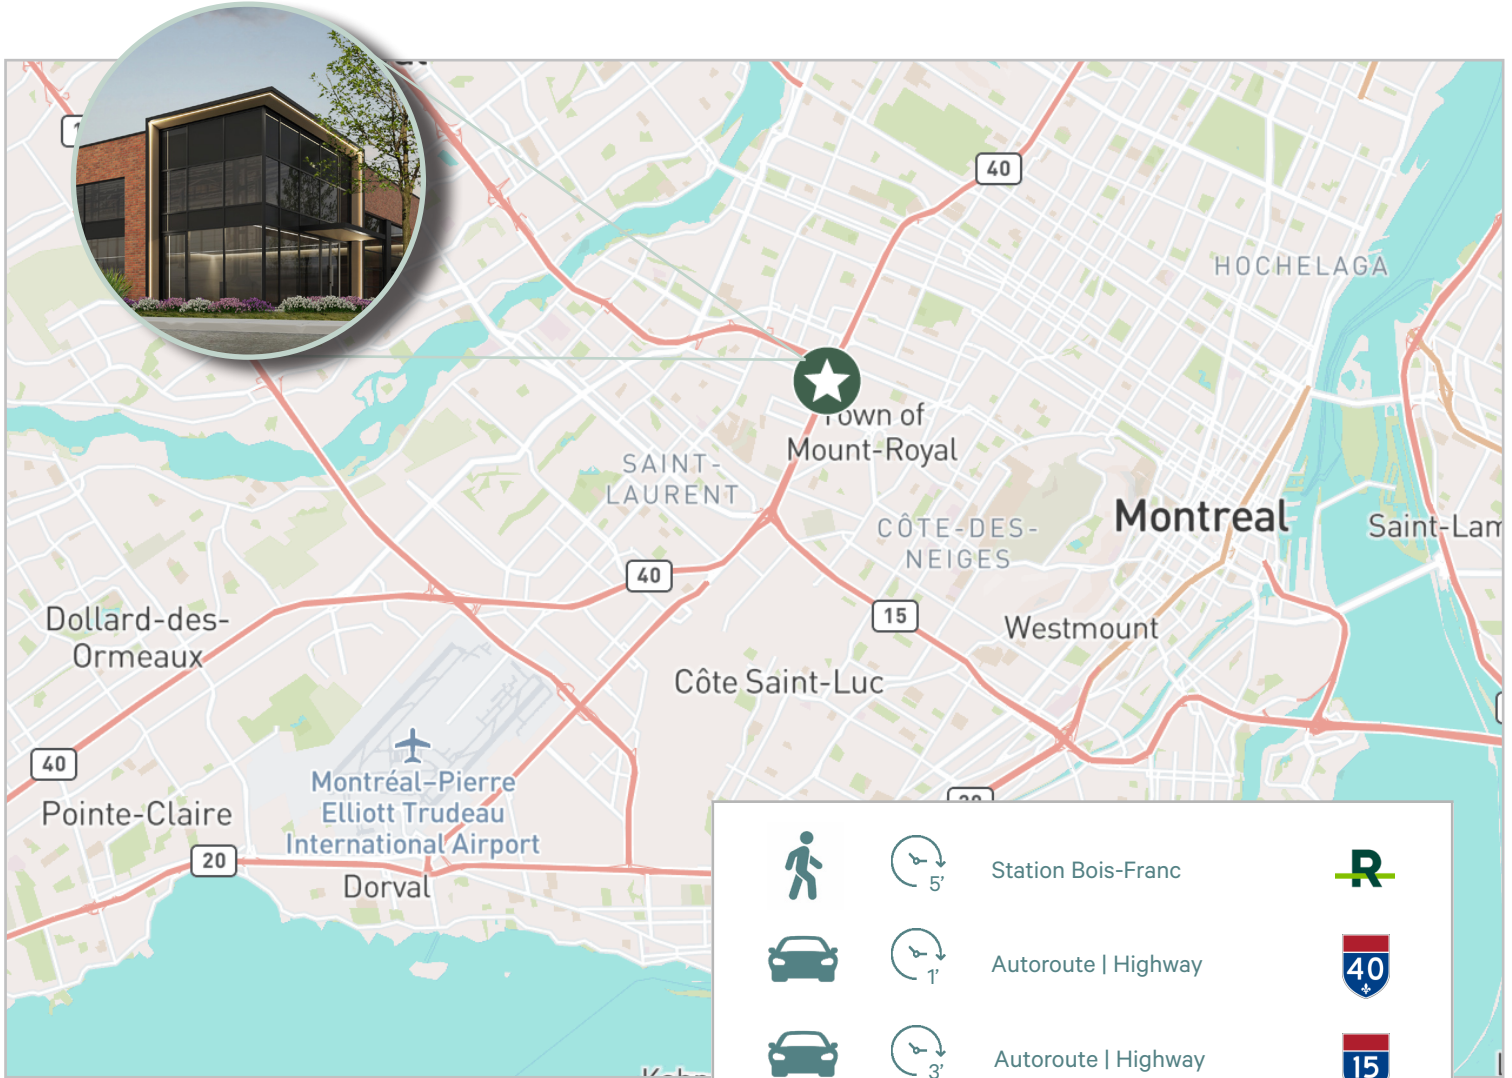 40
HOCHELAGA
Town of
Mount-Royal
SAINT-
LAURENT
Montreal
Saint-Lam
CÔTE-DES-
NEIGES
40
15
Dollard-des-
Ormeaux
Westmount
Côte Saint-Luc
40
Montréal–Pierre
Elliott Trudeau
International Airport
Pointe-Claire
20
Dorval
5' Station Bois-Franc R
1' Autoroute | Highway 40
3' Autoroute | Highway 15